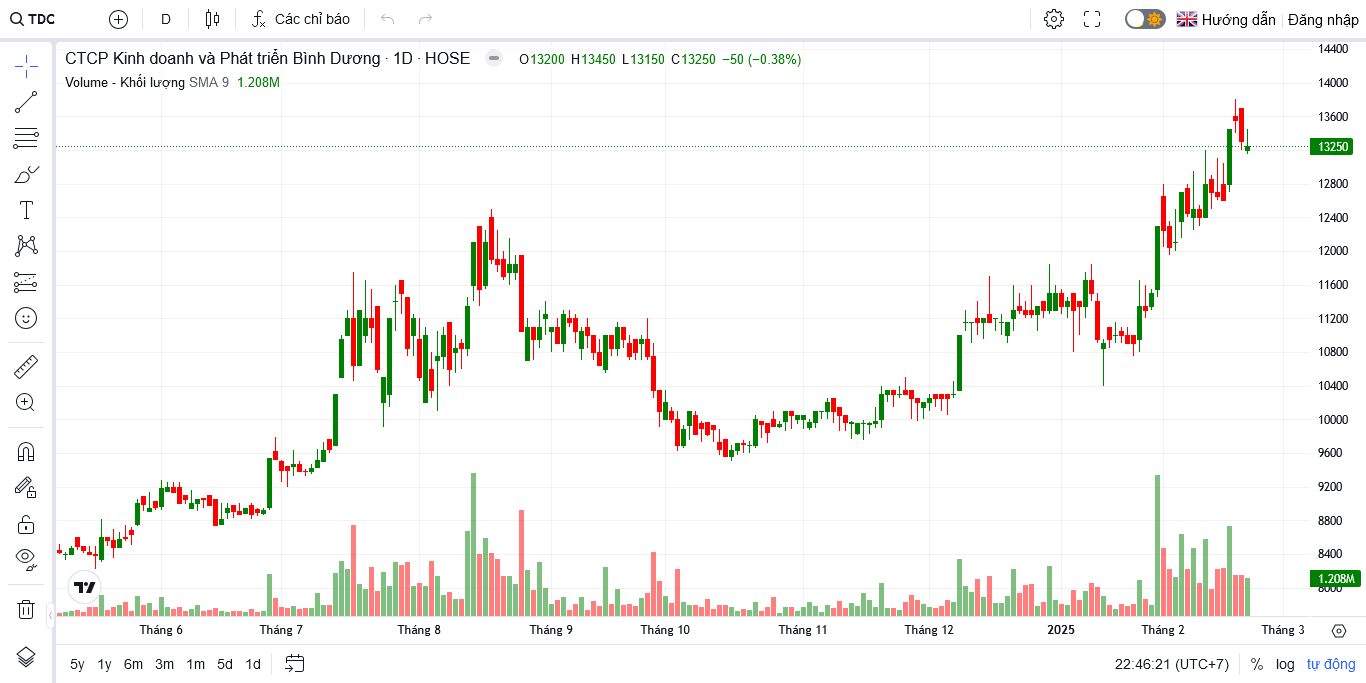 TDC D Các chỉ báo Hướng dẫn Đăng nhập
CTCP Kinh doanh và Phát triển Bình Dương · 1D · HOSE O13200 H13450 L13150 C13250 −50 (−0.38%)
Volume - Khối lượng SMA 9 1.208M
14400
14000
13600
13250
12800
12400
12000
11600
11200
10800
10400
10000
9600
9200
8800
8400
1.208M
8000
Tháng 6 Tháng 7 Tháng 8 Tháng 9 Tháng 10 Tháng 11 Tháng 12 2025 Tháng 2 Tháng 3
5y 1y 6m 3m 1m 5d 1d 22:46:21 (UTC+7) % log tự động